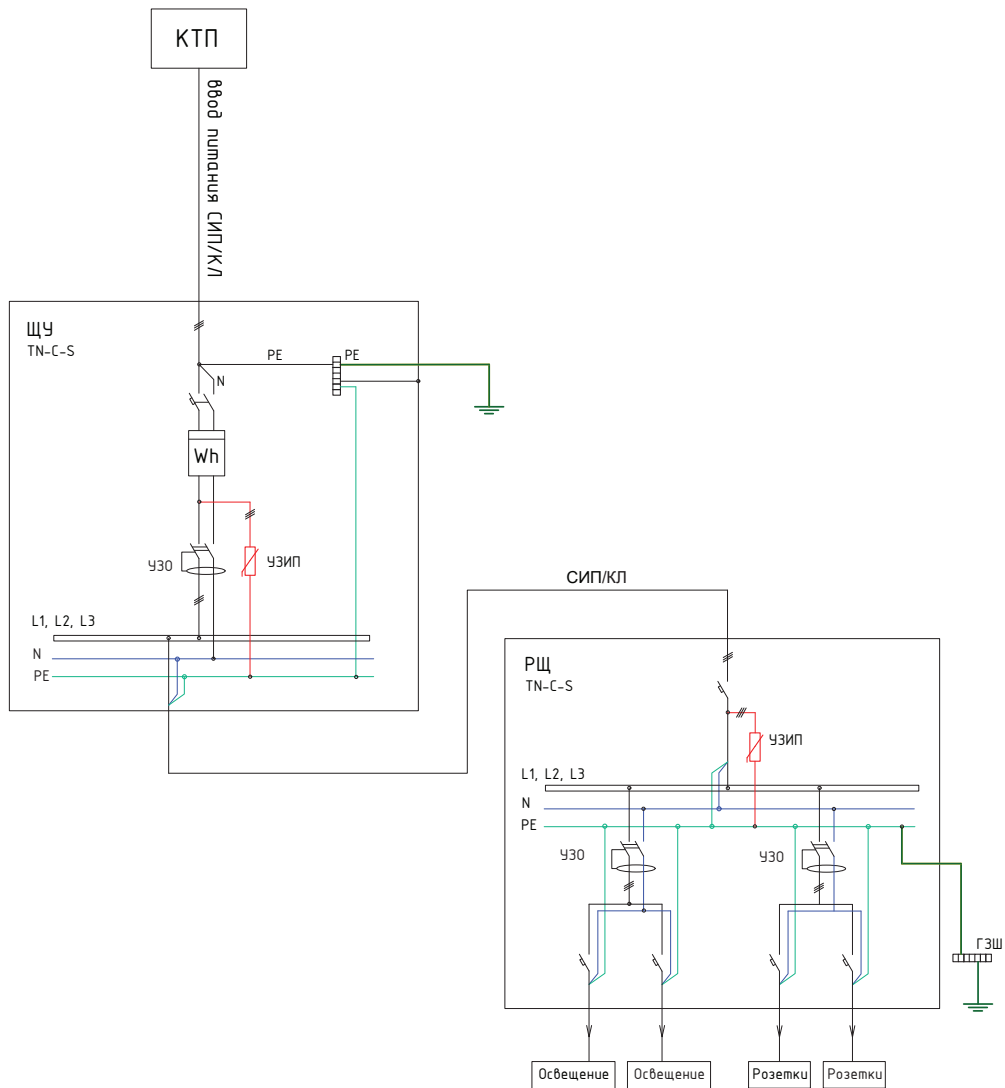 КТП
ввод питания СИП/КЛ
ЩУ
TN-C-S
PE
PE
N
Wh
УЗО
УЗИП
L1, L2, L3
N
PE
СИП/КЛ
РЩ
TN-C-S
УЗИП
L1, L2, L3
N
PE
УЗО
УЗО
ГЗШ
Освещение
Освещение
Розетки
Розетки